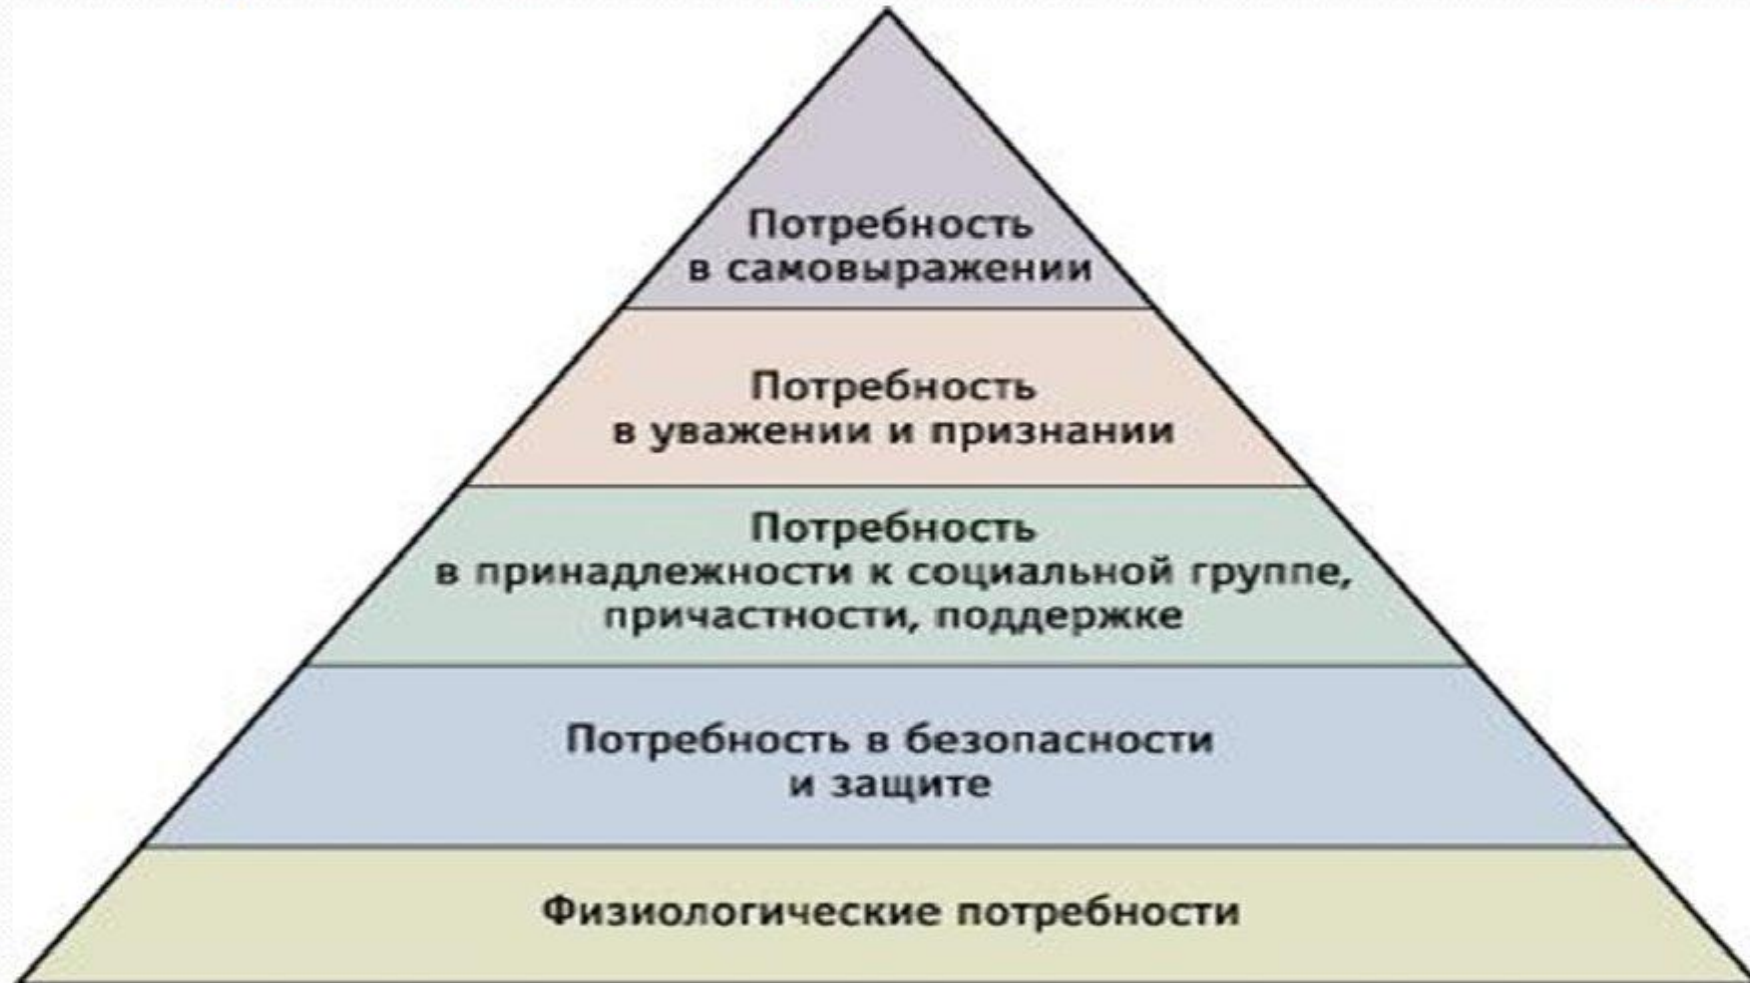 Потребность
в самовыражении
Потребность
в уважении и признании
Потребность
в принадлежности к социальной группе,
причастности, поддержке
Потребность в безопасности
и защите
Физиологические потребности